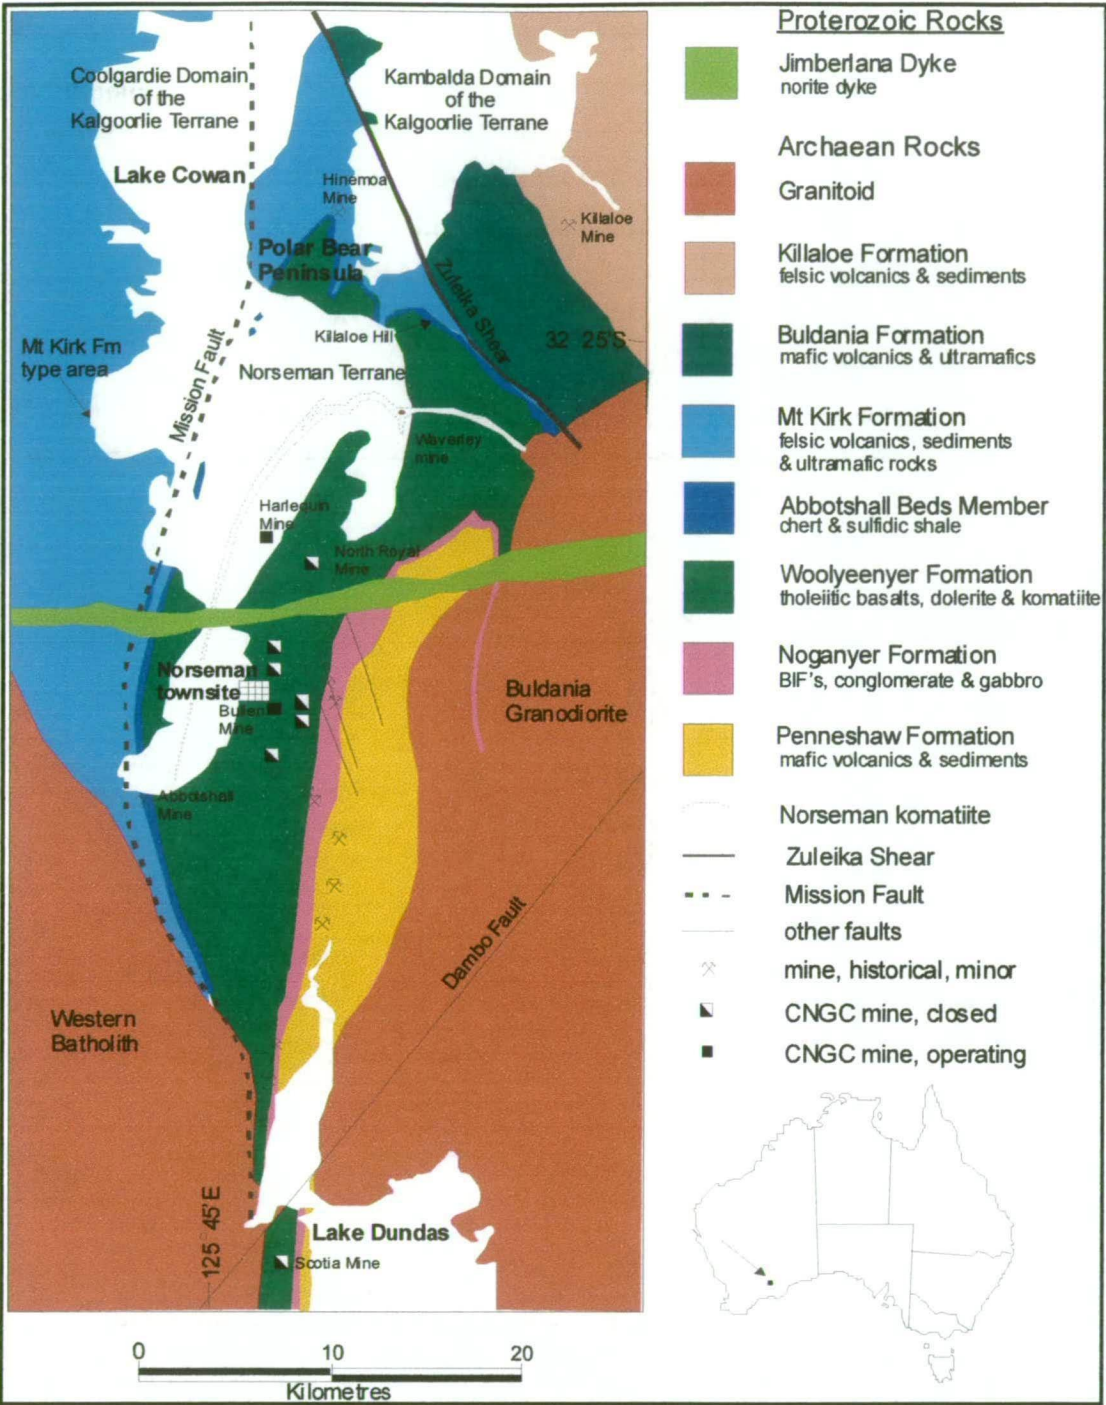 Coolgardie Domain
of the
Kalgoorlie Terrane
Kambalda Domain
of the
Kalgoorlie Terrane
Lake Cowan
Hinemoa
Mine
Killaloe
Mine
Polar Bear
Peninsula
Zuleika Shear
32 25'S
Killaloe Hill
Mt Kirk Fm
type area
Mission Fault
Norseman Terrane
Waverley
mine
Harlequin
Mine
North Royal
Mine
Norseman
townsite
Bullen
Mine
Buldania
Granodiorite
Abbotshall
Mine
Dambo Fault
Western
Batholith
125° 45'E
Lake Dundas
Scotia Mine
0 10 20
Kilometres
Proterozoic Rocks
Jimberlana Dyke
norite dyke
Archaean Rocks
Granitoid
Killaloe Formation
felsic volcanics & sediments
Buldania Formation
mafic volcanics & ultramafics
Mt Kirk Formation
felsic volcanics, sediments
& ultramafic rocks
Abbotshall Beds Member
chert & sulfidic shale
Woolyeenyer Formation
tholeiitic basalts, dolerite & komatiite
Noganyer Formation
BIF's, conglomerate & gabbro
Penneshaw Formation
mafic volcanics & sediments
Norseman komatiite
Zuleika Shear
Mission Fault
other faults
mine, historical, minor
CNGC mine, closed
CNGC mine, operating